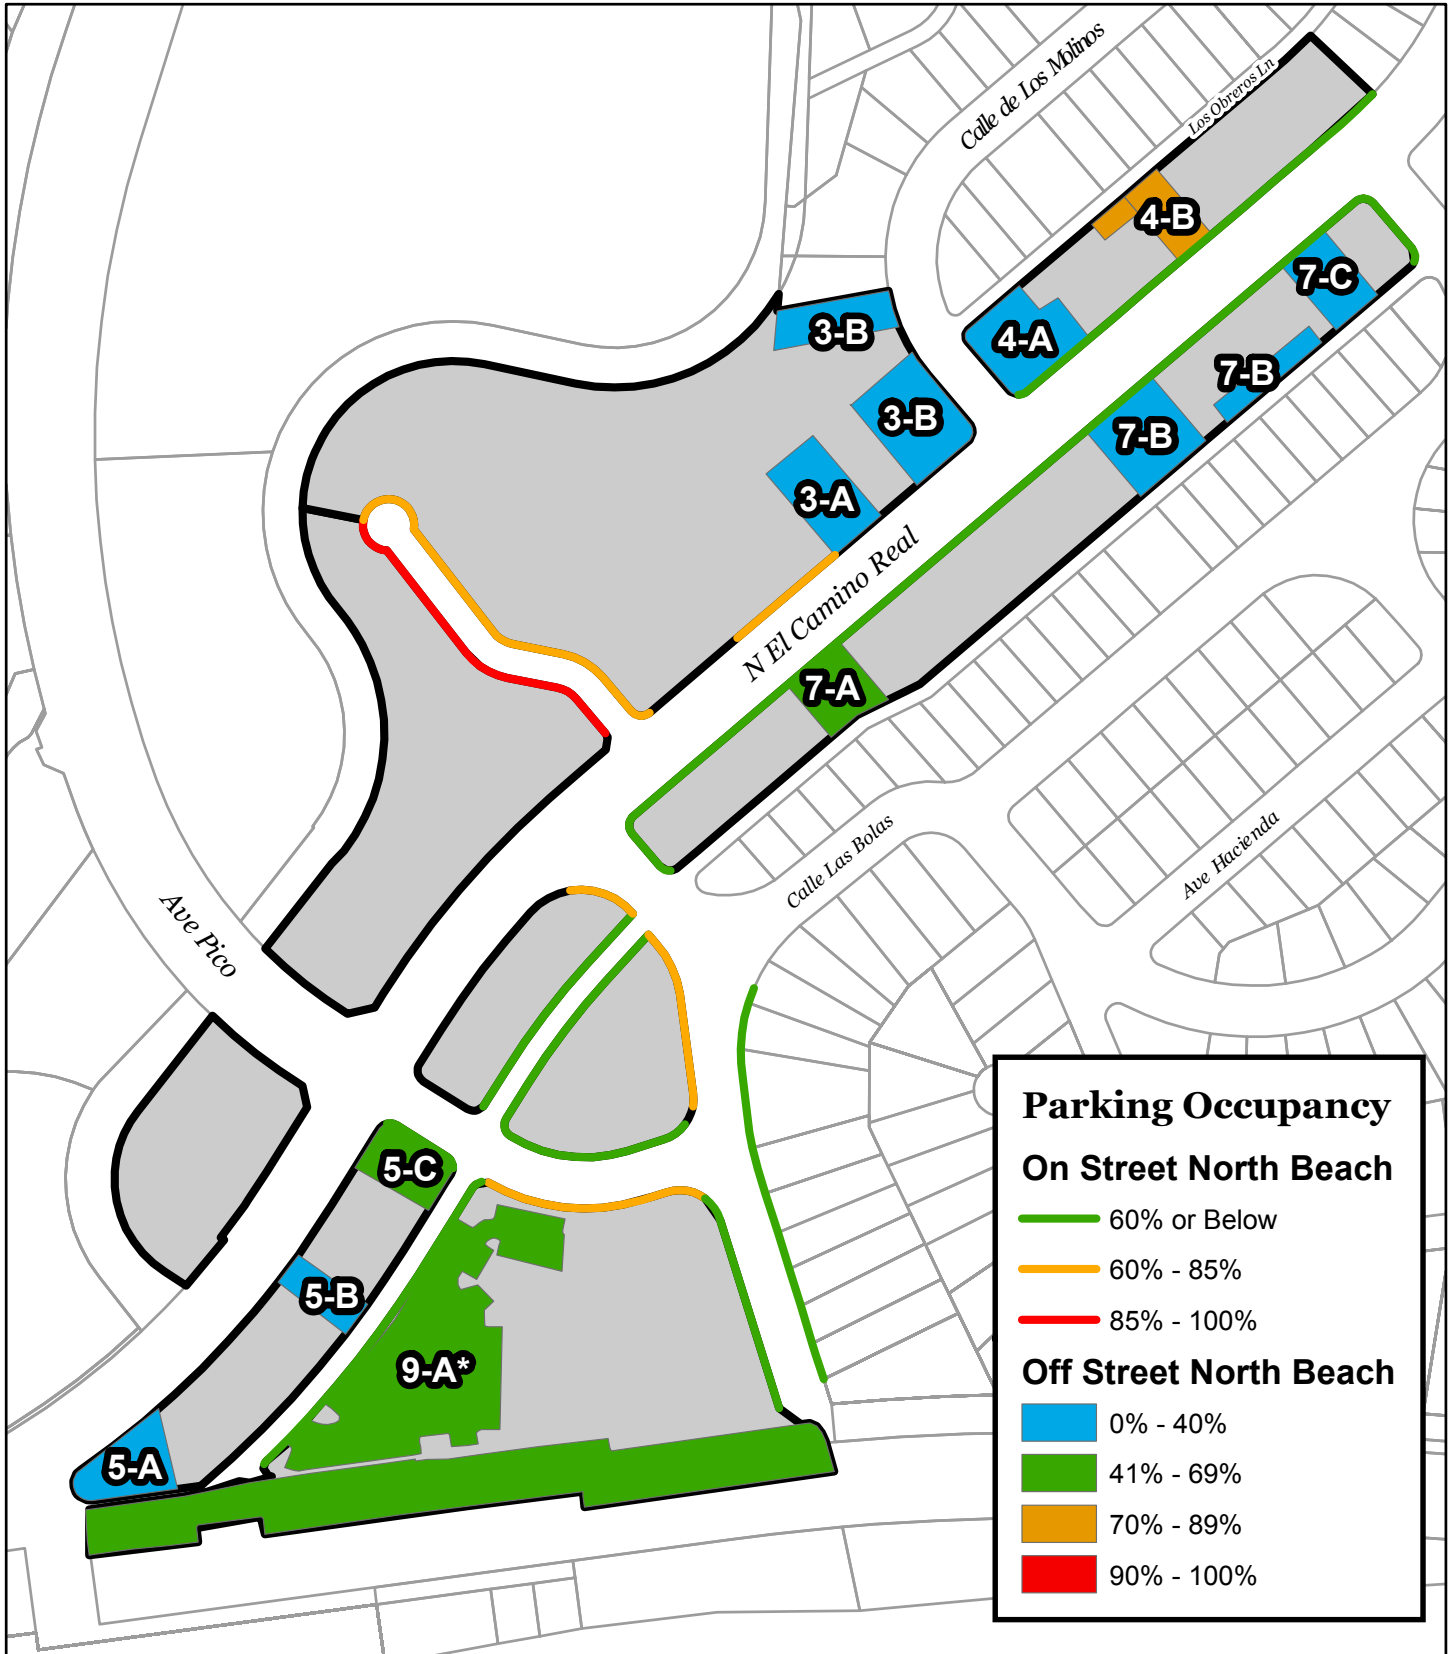 Calle de Los Molinos
Los Obreros Ln
4-B
7-C
3-B
4-A
7-B
3-B
7-B
3-A
N El Camino Real
7-A
Calle Las Bolas
Ave Hacienda
Ave Pico
5-C
5-B
9-A*
5-A
Parking Occupancy
On Street North Beach
60% or Below
60% - 85%
85% - 100%
Off Street North Beach
0% - 40%
41% - 69%
70% - 89%
90% - 100%